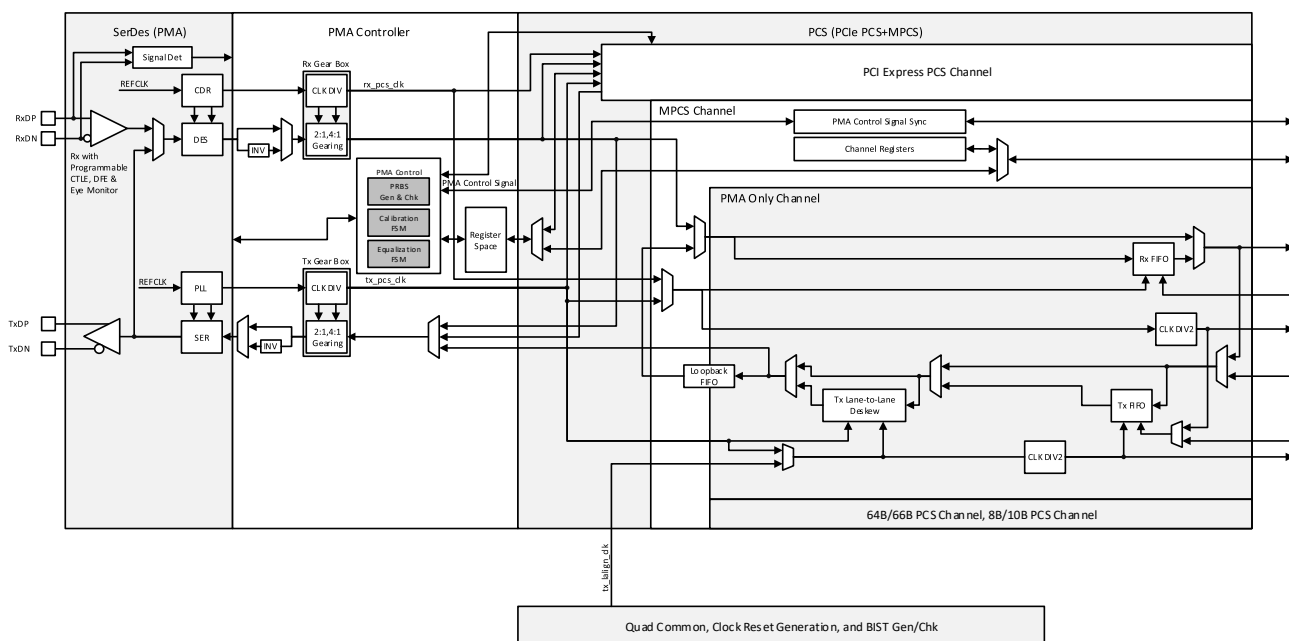 SerDes (PMA)
PMA Controller
PCS (PCIe PCS+MPCS)
Signal Det
Rx Gear Box
PCI Express PCS Channel
REFCLK
CDR
CLK DIV
rx_pcs_clk
MPCS Channel
RxDP
PMA Control Signal Sync
RxDN
DES
2:1,4:1
Gearing
INV
Channel Registers
Rx with
Programmable
CTLE, DFE &
Eye Monitor
PMA Control
PMA Control Signal
PRBS
Gen & Chk
PMA Only Channel
Calibration
FSM
Register
Space
Equalization
FSM
Rx FIFO
Tx Gear Box
tx_pcs_clk
REFCLK
PLL
CLK DIV
TxDP
CLK DIV2
SER
2:1,4:1
Gearing
INV
TxDN
Loopback
FIFO
Tx Lane-to-Lane
Deskew
Tx FIFO
CLK DIV2
64B/66B PCS Channel, 8B/10B PCS Channel
tx_lalign_clk
Quad Common, Clock Reset Generation, and BIST Gen/Chk